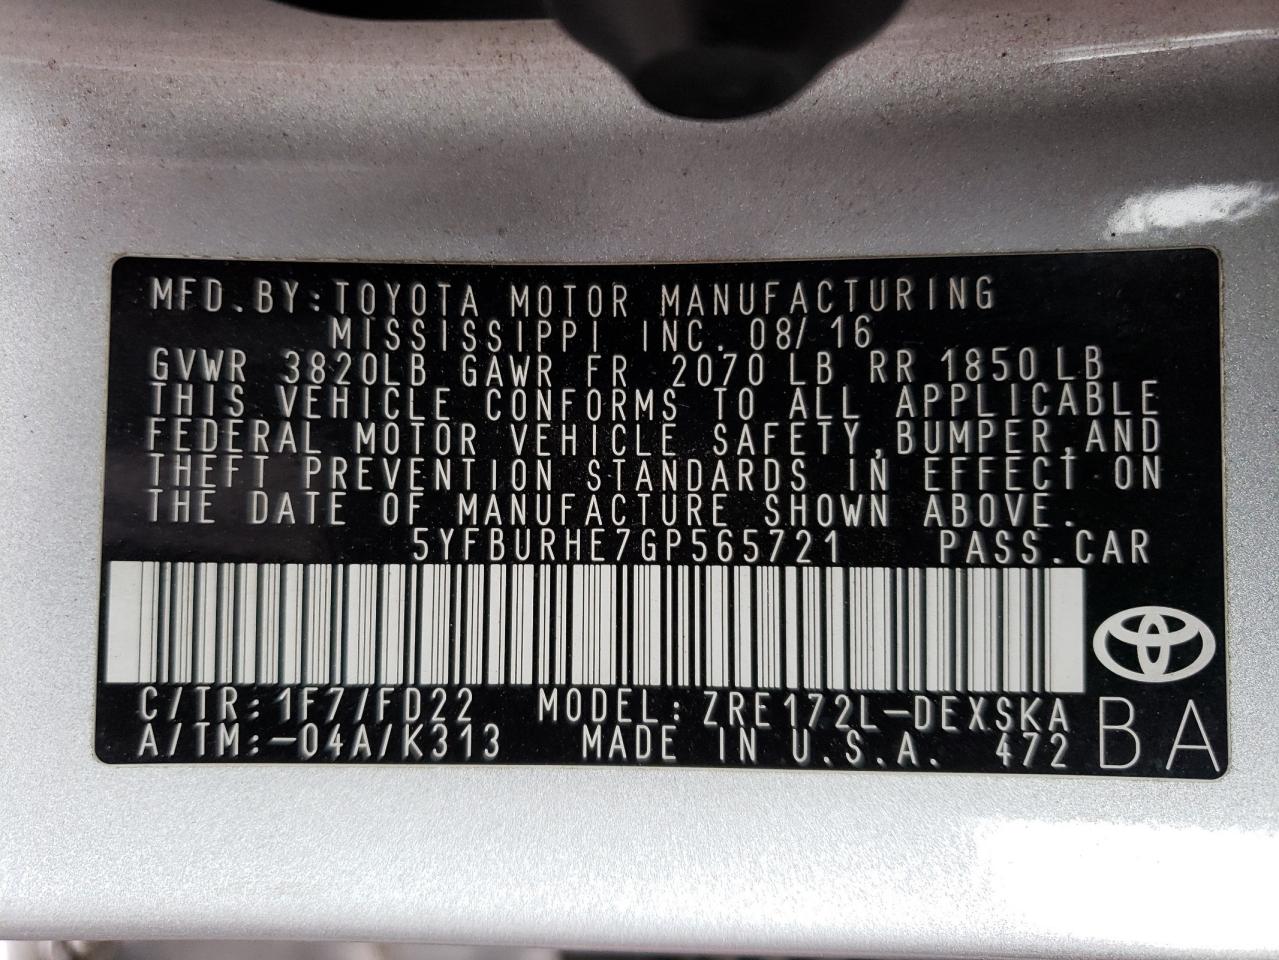 MFD.BY:TOYOTA MOTOR MANUFACTURING
MISSISSIPPI INC. 08/16
GVWR 3820LB GAWR FR 2070 LB RR 1850 LB
THIS VEHICLE CONFORMS TO ALL APPLICABLE
FEDERAL MOTOR VEHICLE SAFETY,BUMPER,AND
THEFT PREVENTION STANDARDS IN EFFECT ON
THE DATE OF MANUFACTURE SHOWN ABOVE.
5YFBURHE7GP565721 PASS.CAR
C/TR:1F7/FD22 MODEL:ZRE172L-DEXSKA
A/TM:-04A/K313 MADE IN U.S.A. 472
BA